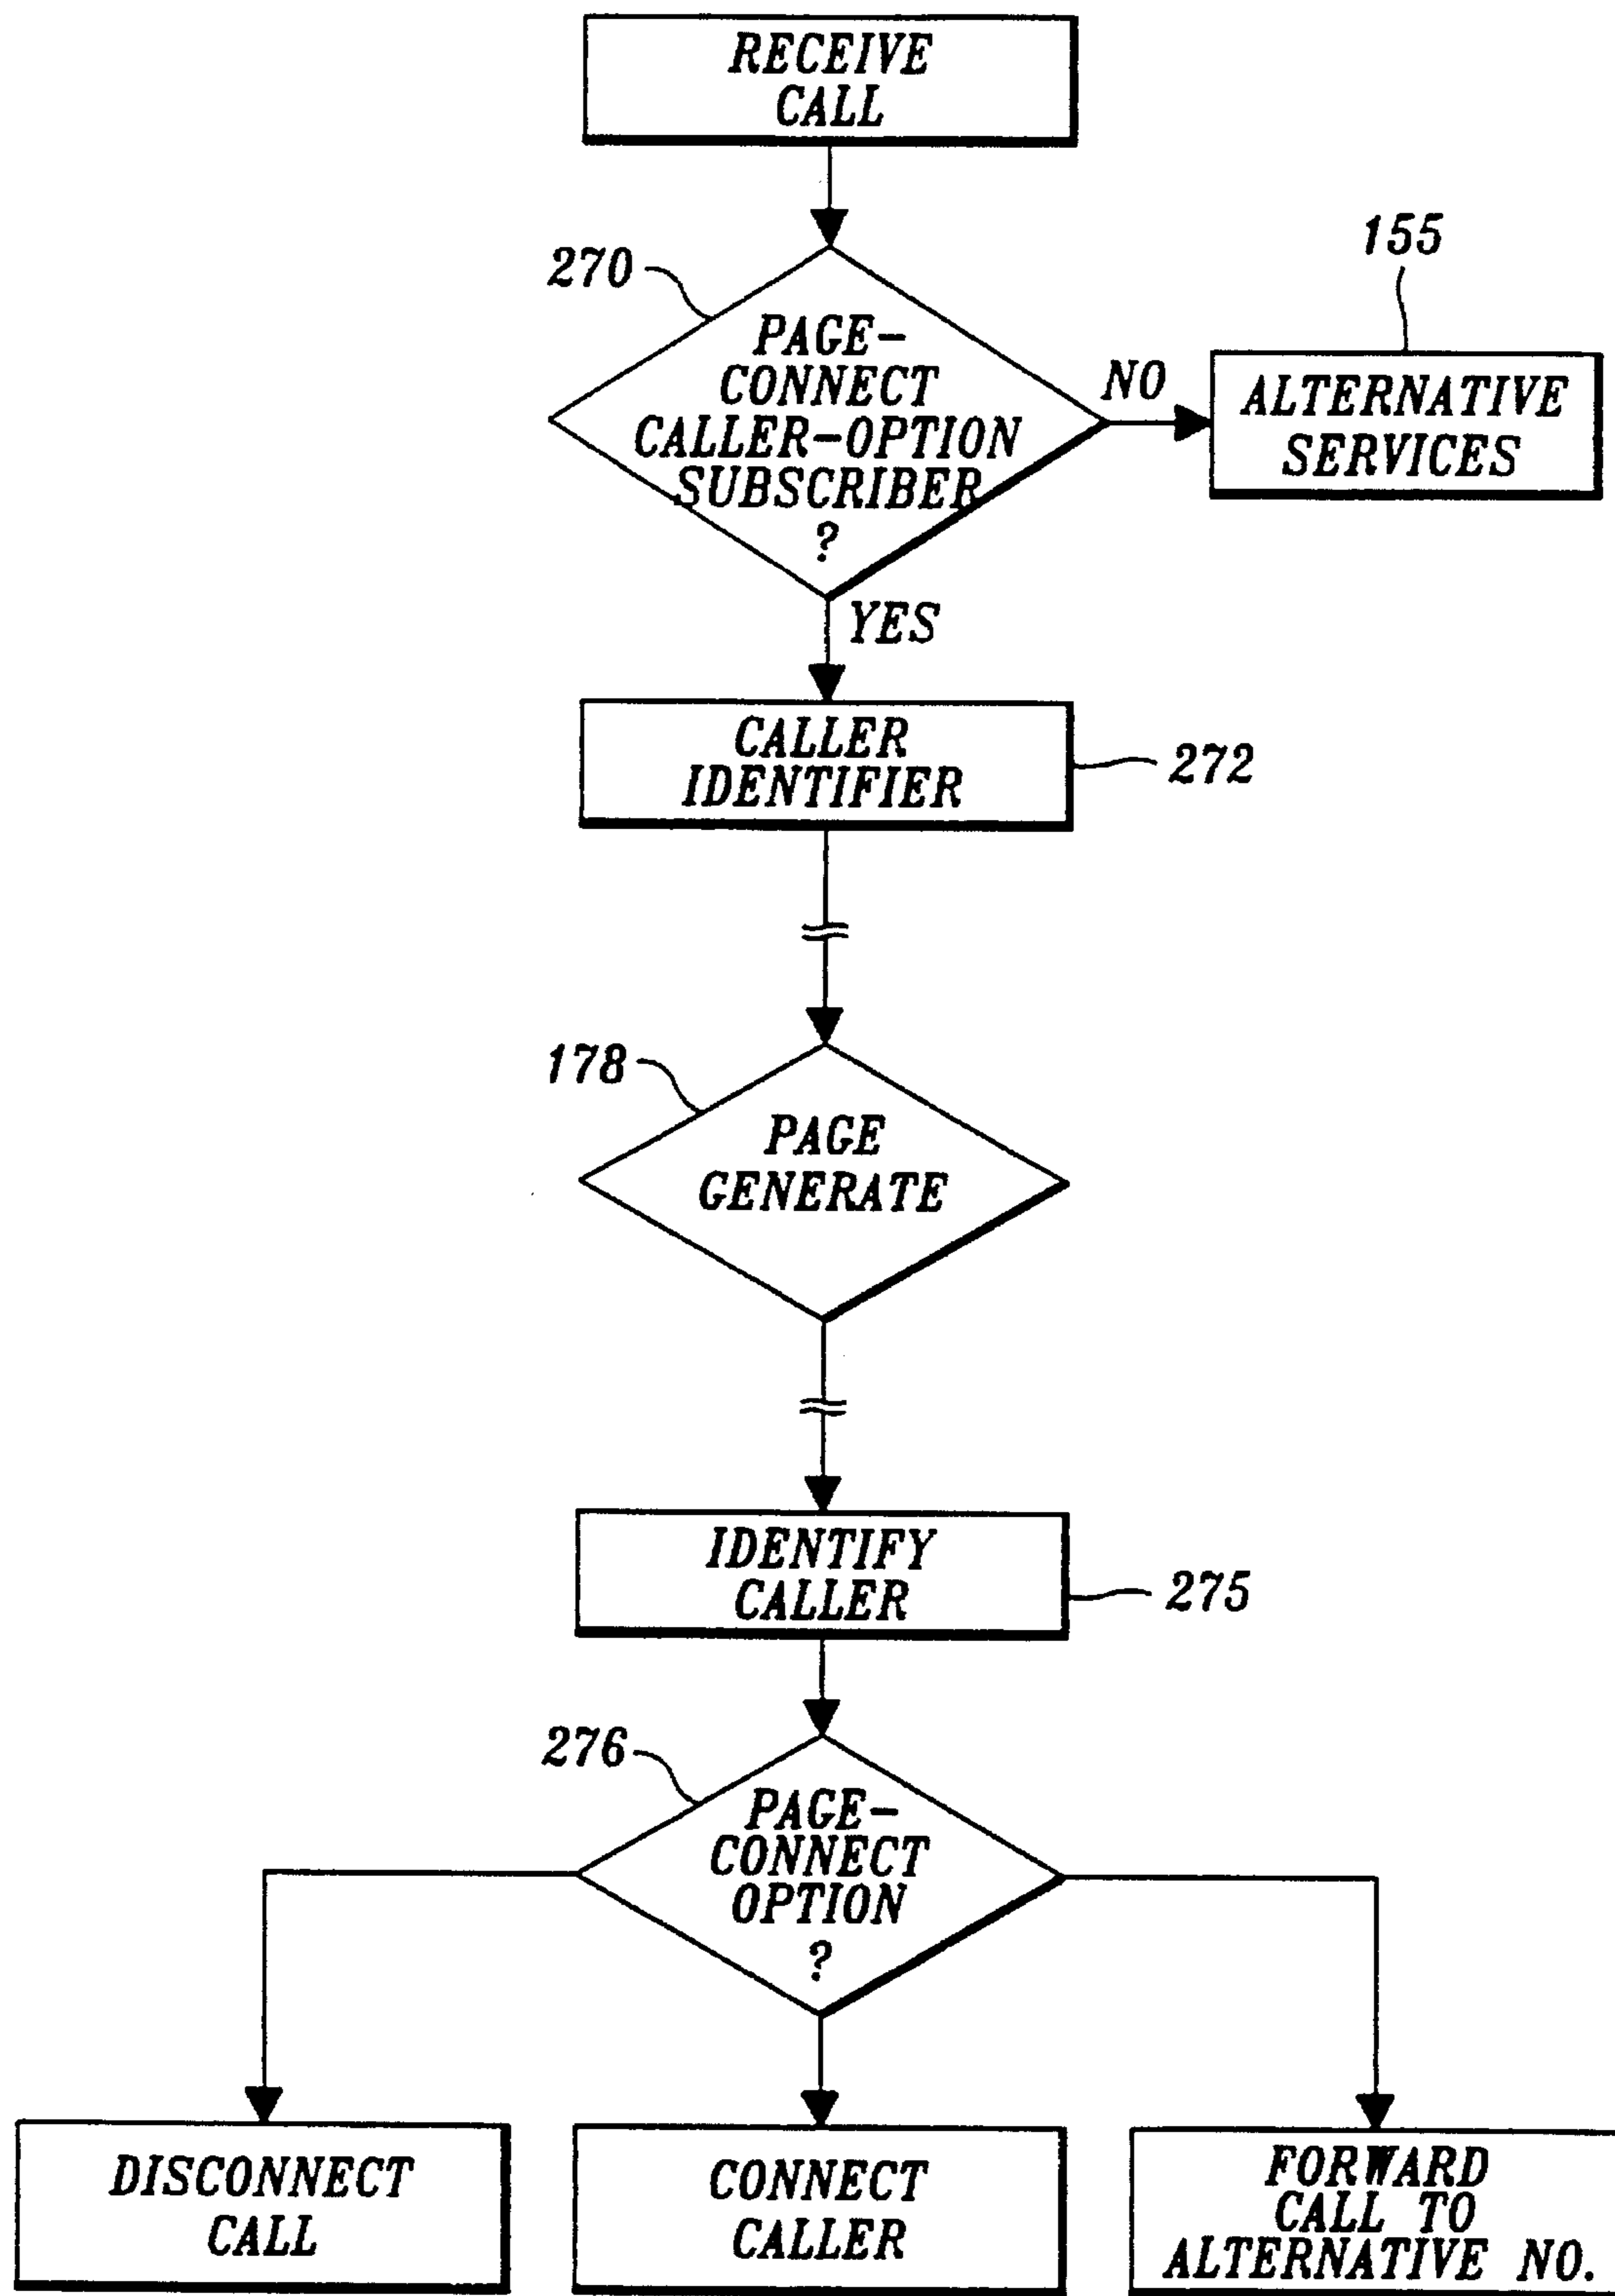 RECEIVE
CALL
270
155
PAGE-
CONNECT
CALLER-OPTION
SUBSCRIBER
?
NO
ALTERNATIVE
SERVICES
YES
CALLER
IDENTIFIER
272
178
PAGE
GENERATE
IDENTIFY
CALLER
275
276
PAGE-
CONNECT
OPTION
?
DISCONNECT
CALL
CONNECT
CALLER
FORWARD
CALL TO
ALTERNATIVE NO.